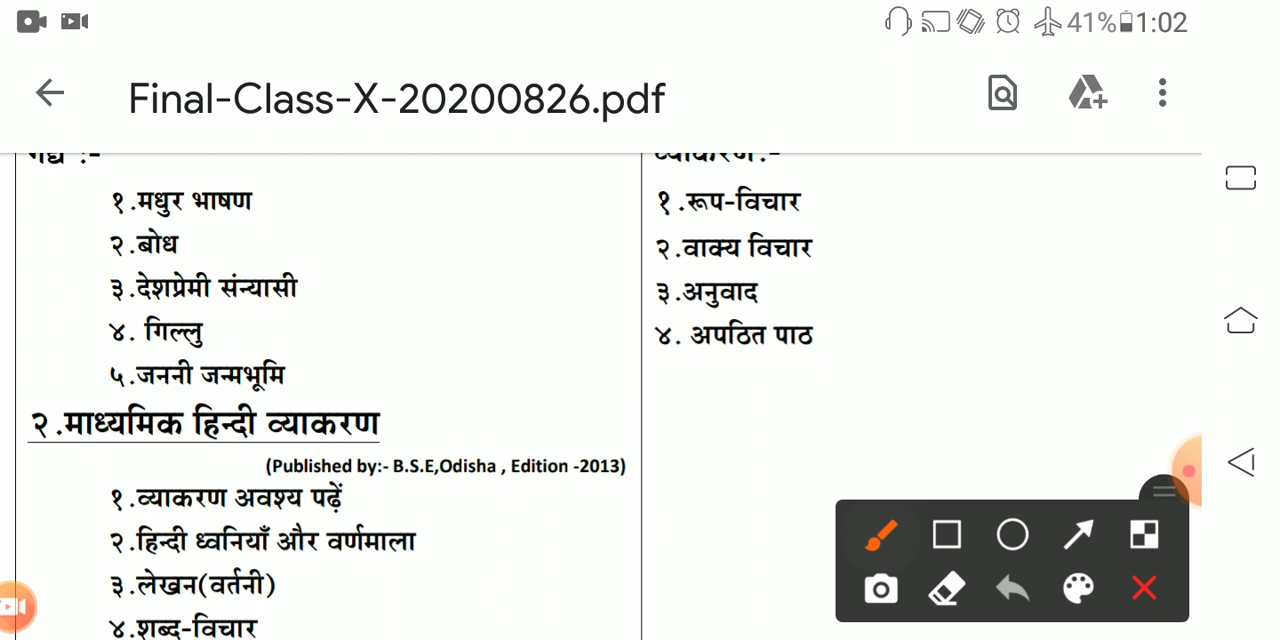 41% 1:02
Final-Class-X-20200826.pdf
गद्य :-
१.मधुर भाषण
२.बोध
३.देशप्रेमी संन्यासी
४. गिल्लु
५.जननी जन्मभूमि
२.माध्यमिक हिन्दी व्याकरण
(Published by:- B.S.E,Odisha , Edition -2013)
१.व्याकरण अवश्य पढ़ें
२.हिन्दी ध्वनियाँ और वर्णमाला
३.लेखन(वर्तनी)
४.शब्द-विचार
व्याकरण:-
१.रूप-विचार
२.वाक्य विचार
३.अनुवाद
४. अपठित पाठ